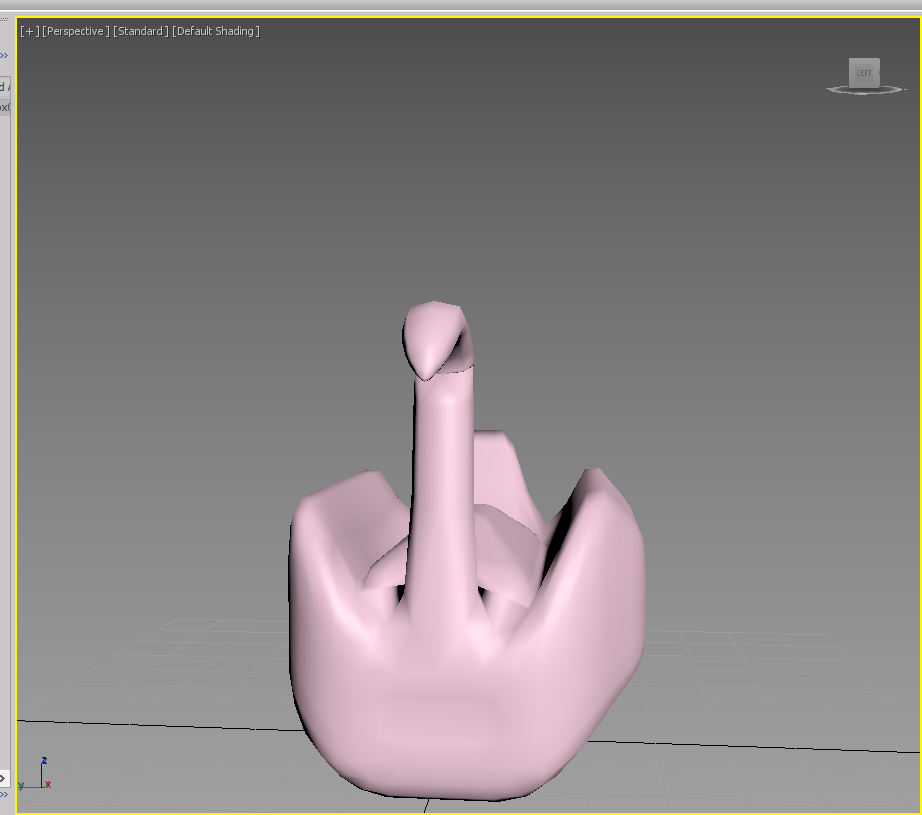 [+] [Perspective ] [Standard ] [Default Shading ]
LEFT
z
y
x